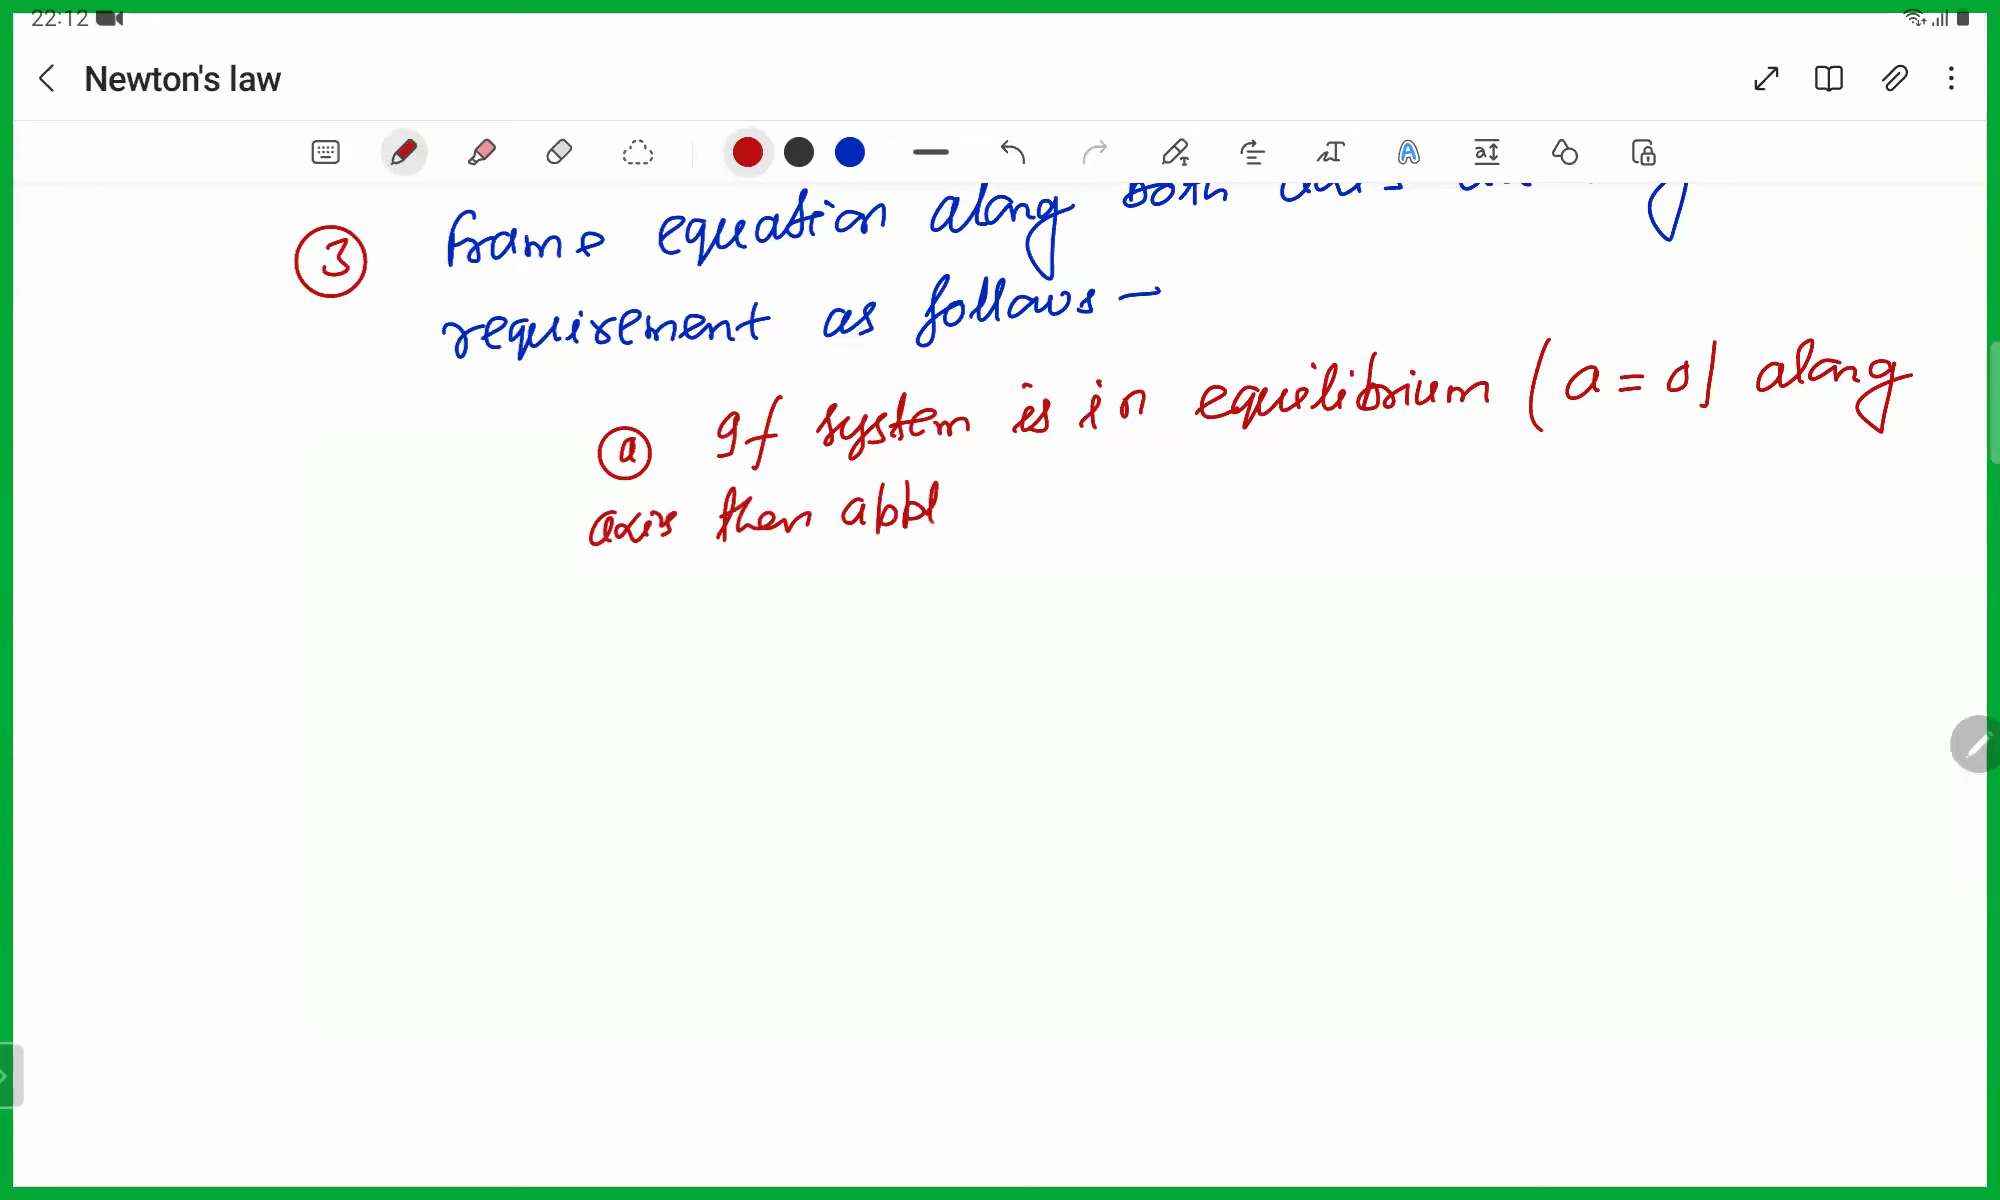 22:12
Newton's law
3 frame equation along both
requirement as follows –
a If system is in equilibrium (a = 0) along
axis then appl